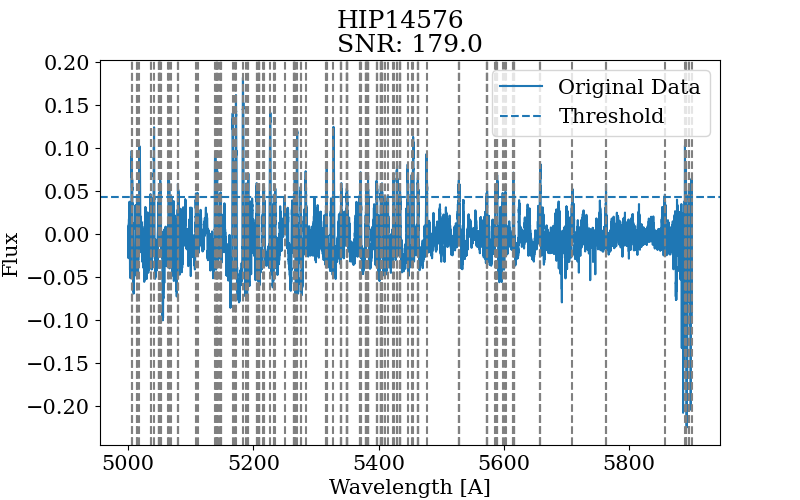 HIP14576
SNR: 179.0
Original Data
Threshold
0.20
0.15
0.10
0.05
0.00
−0.05
−0.10
−0.15
−0.20
Flux
5000 5200 5400 5600 5800
Wavelength [A]